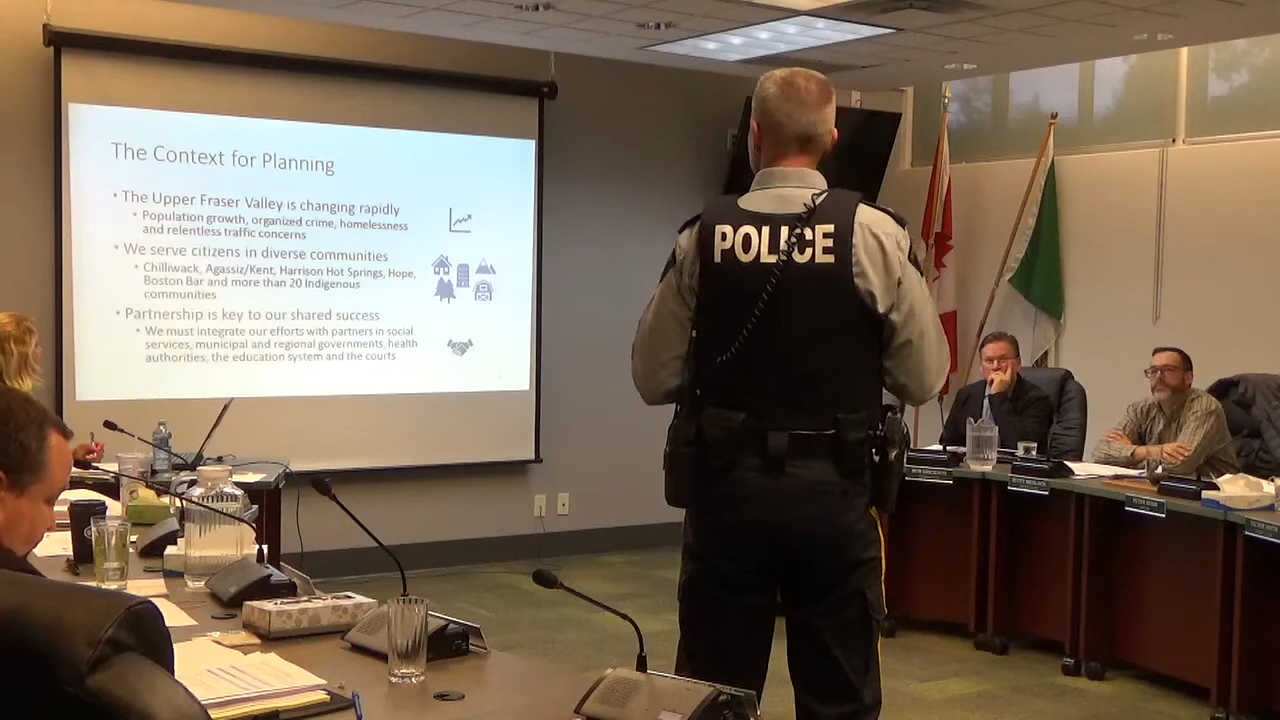 The Context for Planning
• The Upper Fraser Valley is changing rapidly
• Population growth, organized crime, homelessness
and relentless traffic concerns
• We serve citizens in diverse communities
• Chilliwack, Agassiz/Kent, Harrison Hot Springs, Hope,
Boston Bar and more than 20 Indigenous
communities
• Partnership is key to our shared success
• We must integrate our efforts with partners in social
services, municipal and regional governments, health
authorities, the education system and the courts
POLICE